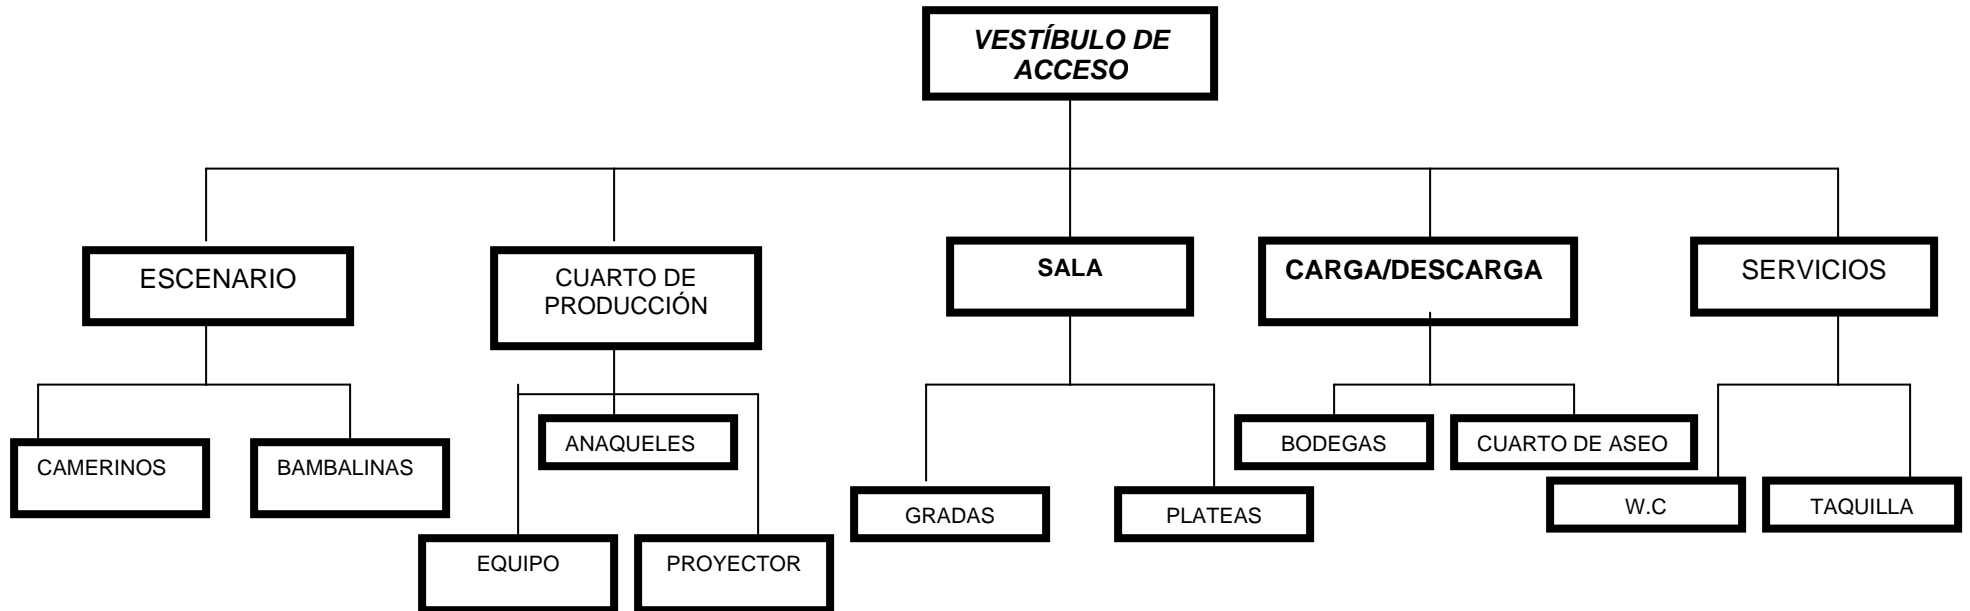 VESTÍBULO DE
ACCESO
ESCENARIO
CUARTO DE
PRODUCCIÓN
SALA
CARGA/DESCARGA
SERVICIOS
CAMERINOS
BAMBALINAS
ANAQUELES
EQUIPO
PROYECTOR
GRADAS
PLATEAS
BODEGAS
CUARTO DE ASEO
W.C
TAQUILLA